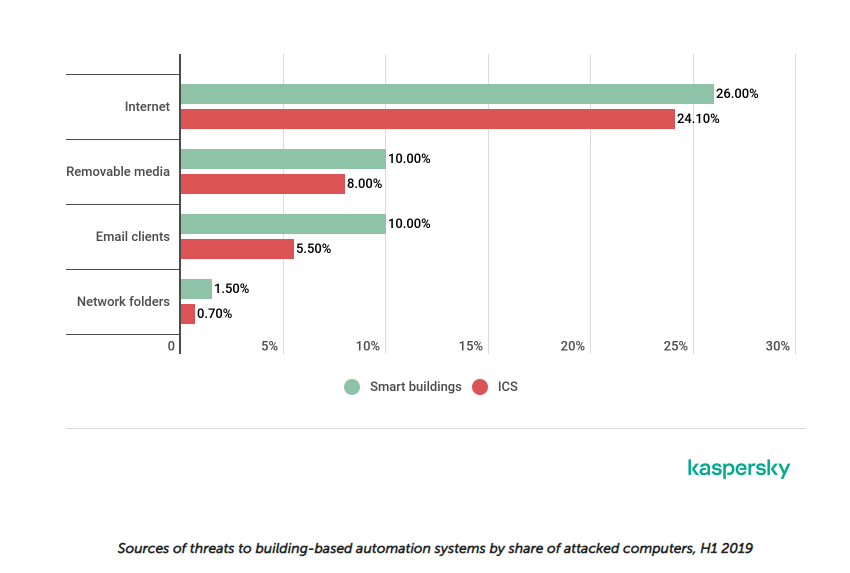 Internet
26.00%
24.10%
Removable media
10.00%
8.00%
Email clients
10.00%
5.50%
Network folders
1.50%
0.70%
0 5% 10% 15% 20% 25% 30%
Smart buildings ICS
kaspersky
Sources of threats to building-based automation systems by share of attacked computers, H1 2019